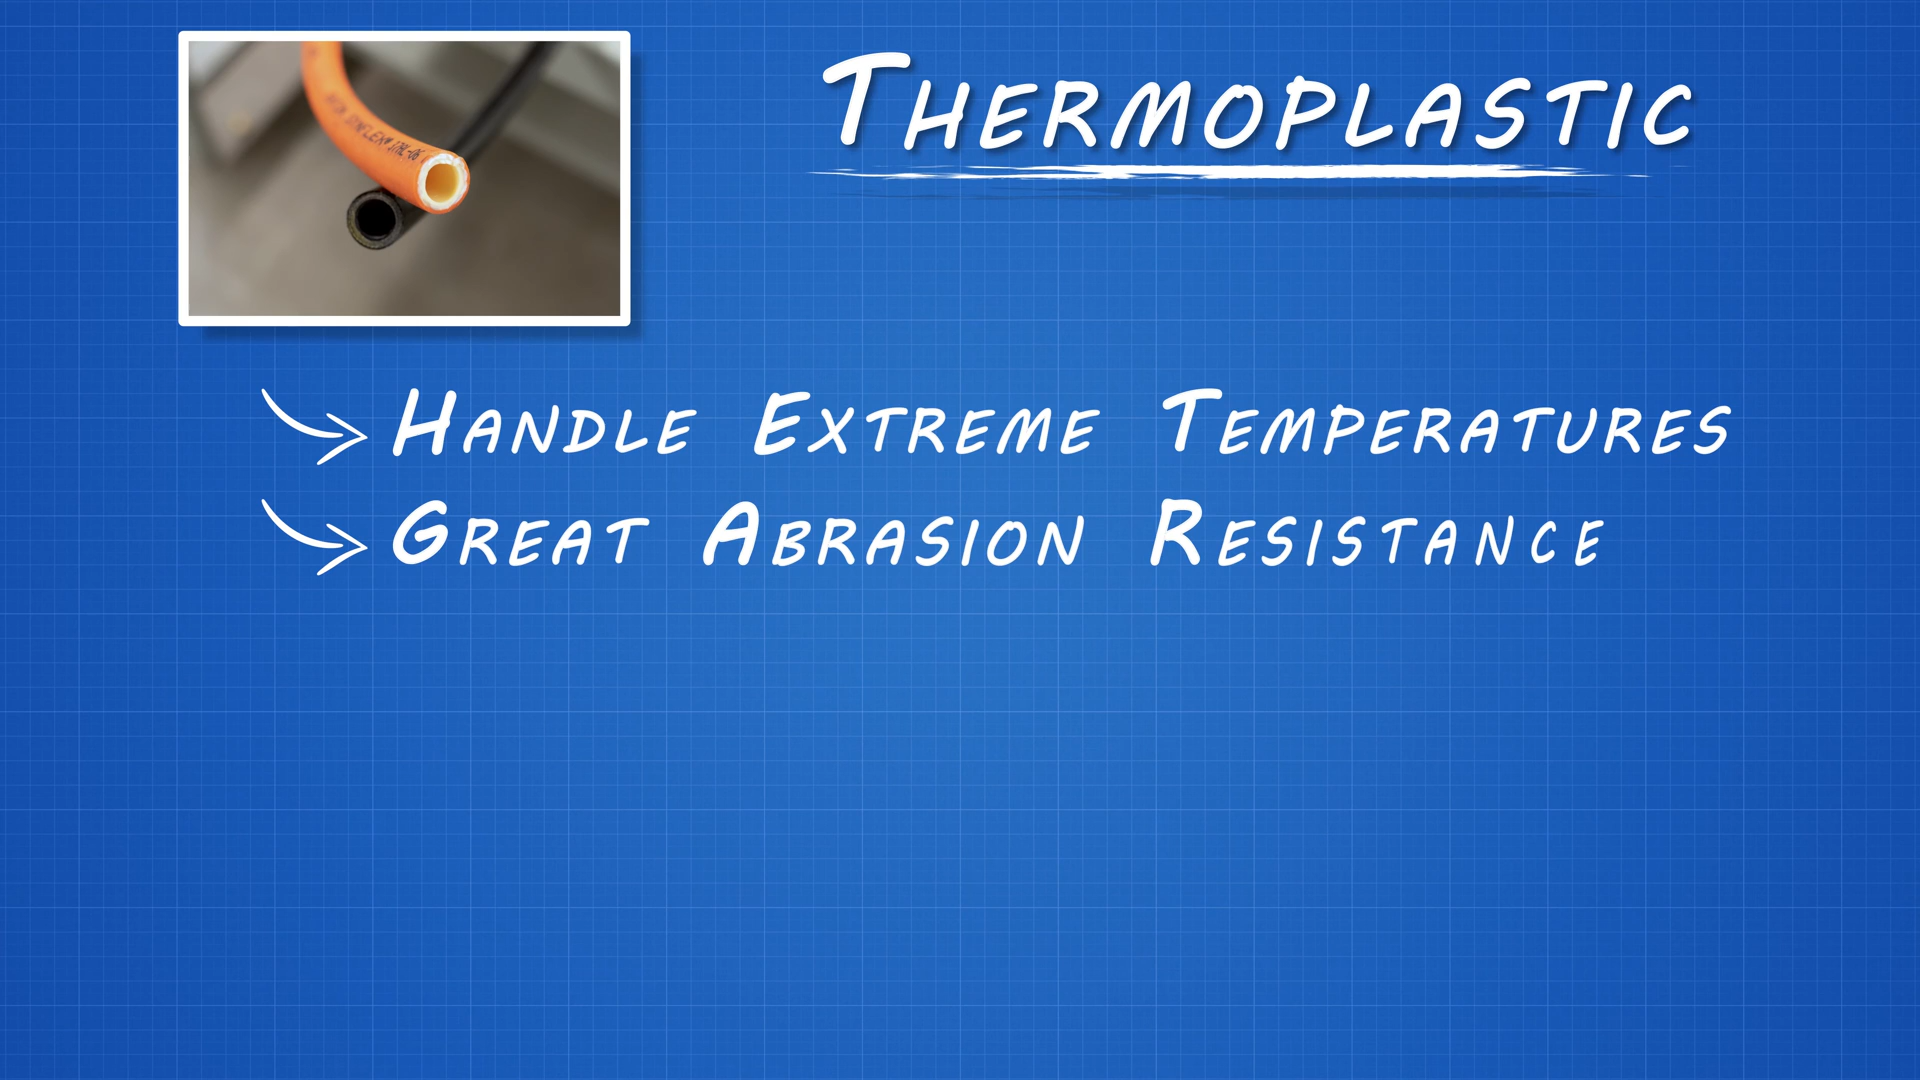 Thermoplastic
Handle Extreme Temperatures
Great Abrasion Resistance